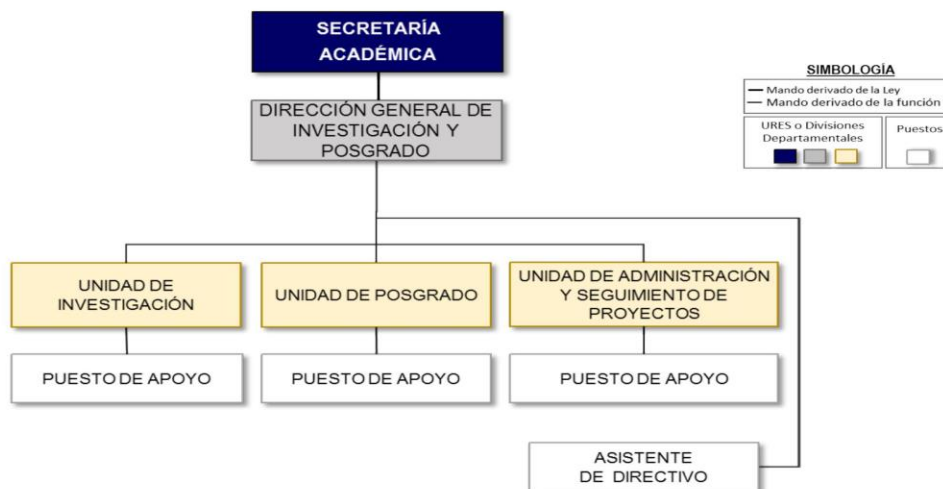 SECRETARÍA
ACADÉMICA
DIRECCIÓN GENERAL DE
INVESTIGACIÓN Y
POSGRADO
SIMBOLOGÍA
Mando derivado de la Ley
Mando derivado de la función
URES o Divisiones
Departamentales
Puestos
UNIDAD DE
INVESTIGACIÓN
UNIDAD DE POSGRADO
UNIDAD DE ADMINISTRACIÓN
Y SEGUIMIENTO DE
PROYECTOS
PUESTO DE APOYO
PUESTO DE APOYO
PUESTO DE APOYO
ASISTENTE
DE DIRECTIVO